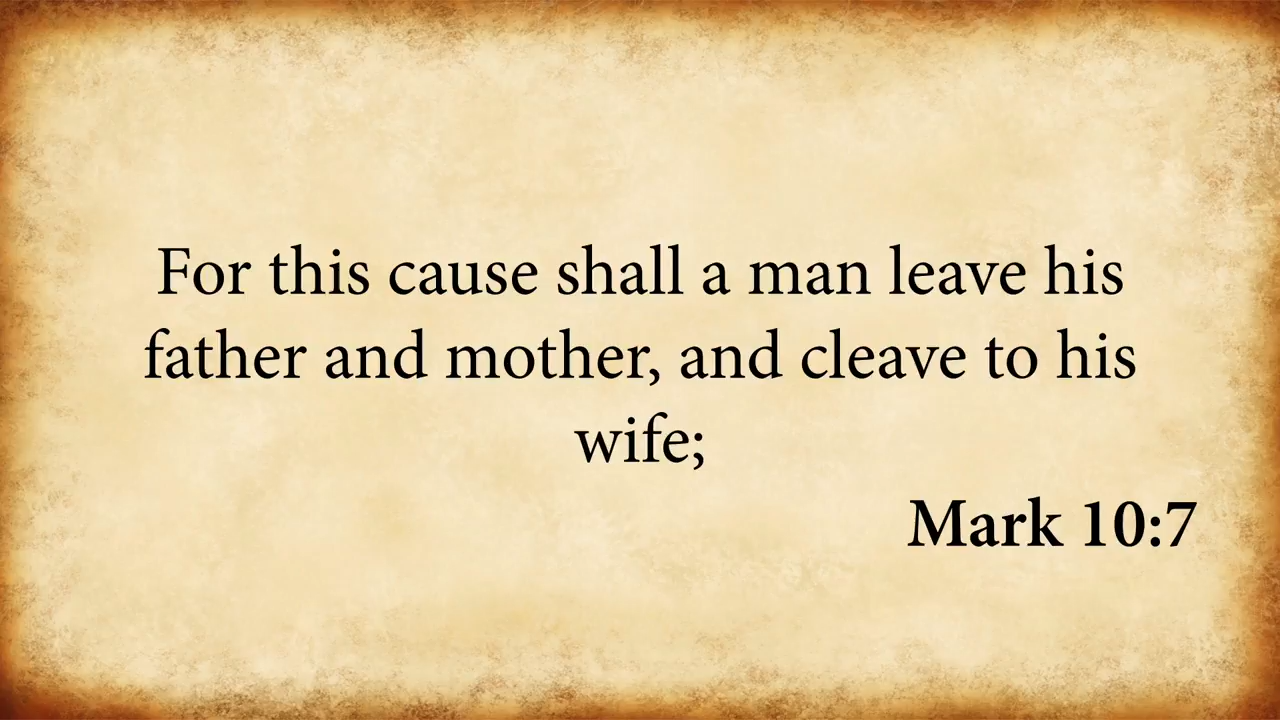 For this cause shall a man leave his
father and mother, and cleave to his
wife;
Mark 10:7